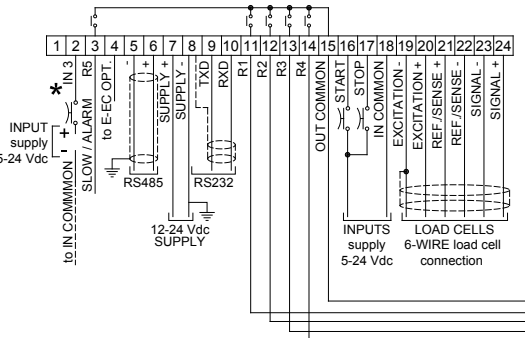 1 2 3 4 5 6 7 8 9 10 11 12 13 14 15 16 17 18 19 20 21 22 23 24
* IN 3
SLOW / ALARM R5
to E-EC OPT.
-
+
SUPPLY +
SUPPLY -
TXD
RXD
R1
R2
R3
R4
OUT COMMON
START
STOP
IN COMMON
EXCITATION -
EXCITATION +
REF./SENSE +
REF./SENSE -
SIGNAL -
SIGNAL +
INPUT
supply
5-24 Vdc
+
-
to IN COMMMON
RS485
RS232
12-24 Vdc
SUPPLY
INPUTS
supply
5-24 Vdc
LOAD CELLS
6-WIRE load cell
connection